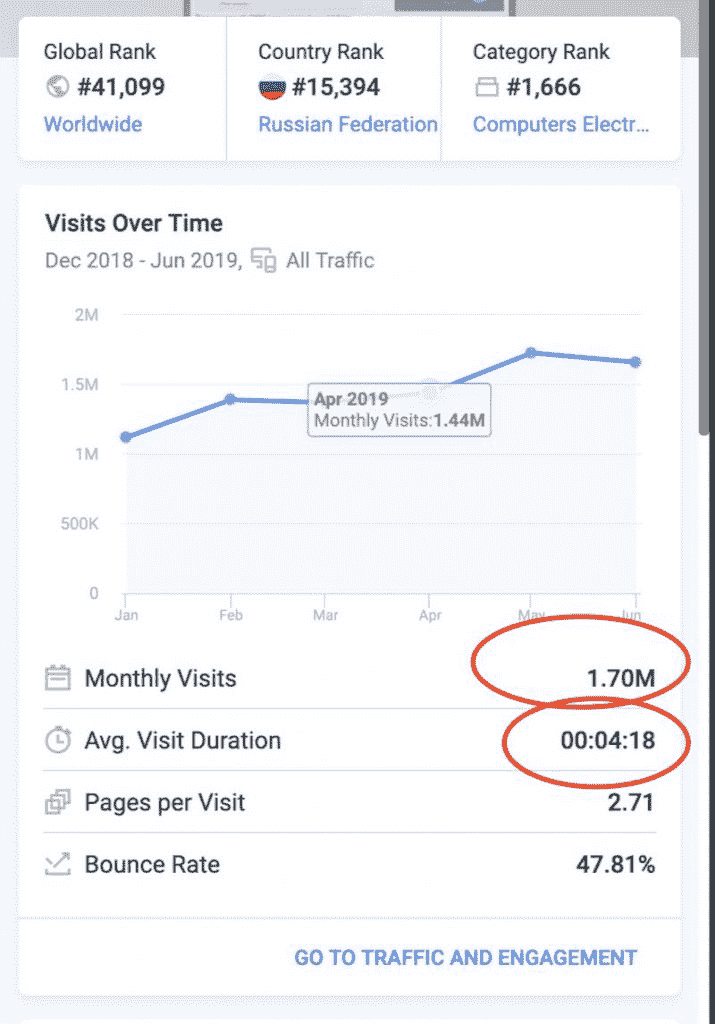 Global Rank
#41,099
Worldwide
Country Rank
#15,394
Russian Federation
Category Rank
#1,666
Computers Electr...
Visits Over Time
Dec 2018 - Jun 2019, All Traffic
2M
1.5M
1M
500K
0
Apr 2019
Monthly Visits:1.44M
Jan Feb Mar Apr May Jun
Monthly Visits 1.70M
Avg. Visit Duration 00:04:18
Pages per Visit 2.71
Bounce Rate 47.81%
GO TO TRAFFIC AND ENGAGEMENT